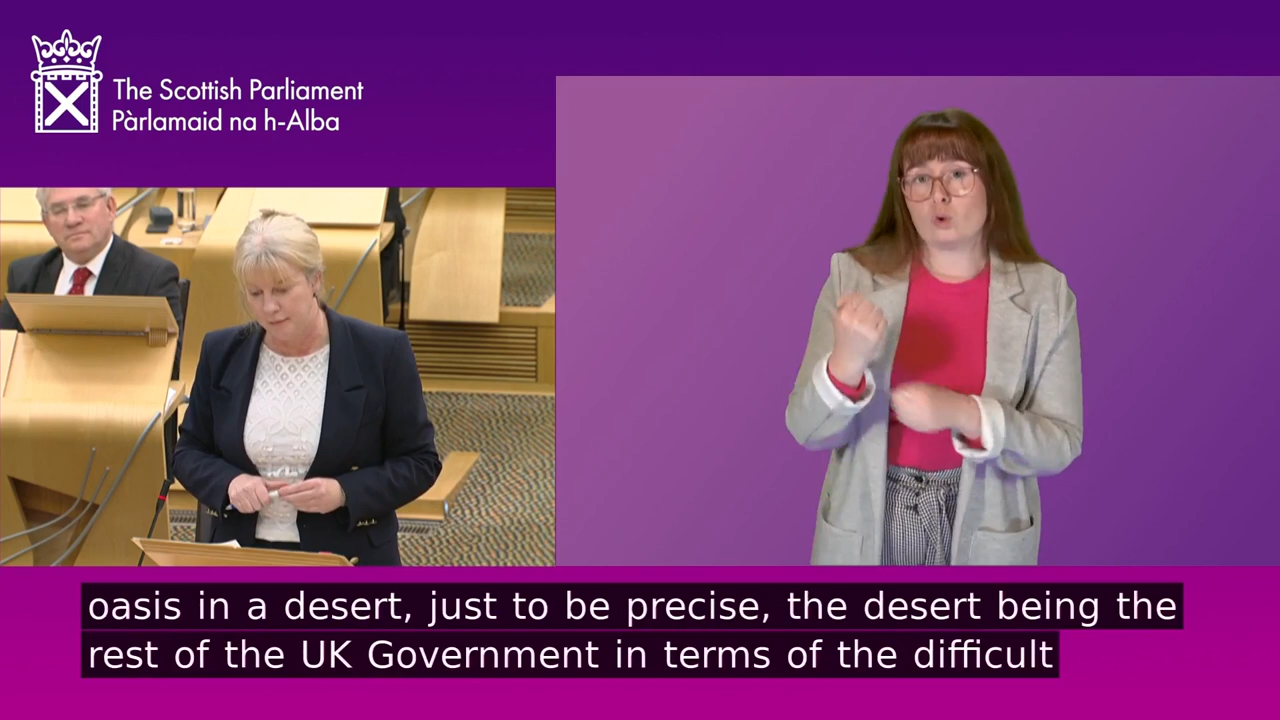 The Scottish Parliament
Pàrlamaid na h-Alba
oasis in a desert, just to be precise, the desert being the
rest of the UK Government in terms of the difficult